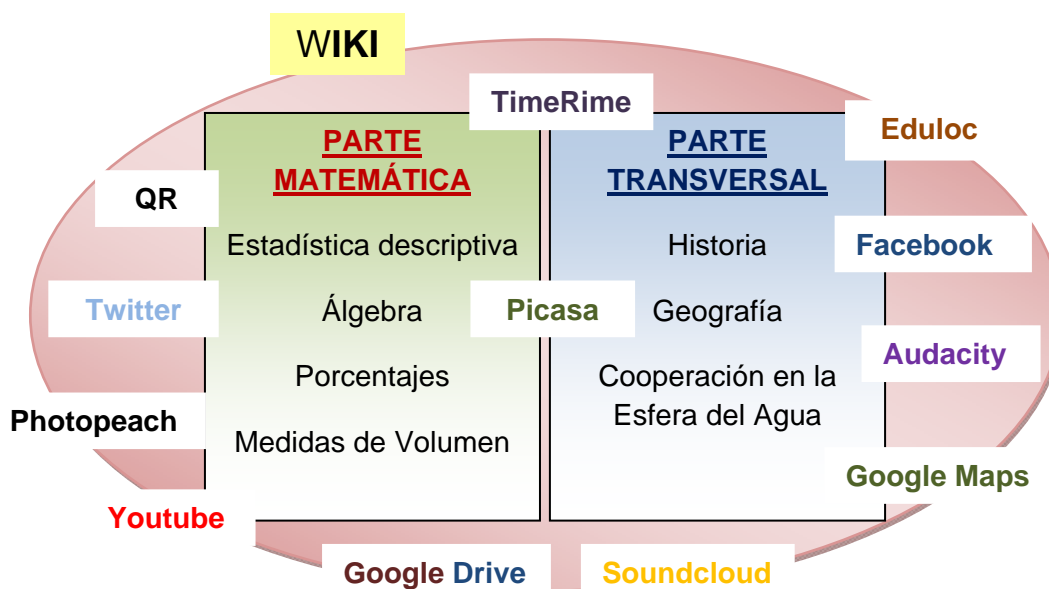 WIKI
TimeRime
Eduloc
PARTE
MATEMÁTICA
PARTE
TRANSVERSAL
QR
Estadística descriptiva
Historia
Facebook
Twitter
Álgebra
Picasa
Geografía
Audacity
Porcentajes
Cooperación en la
Esfera del Agua
Photopeach
Medidas de Volumen
Google Maps
Youtube
Google Drive
Soundcloud